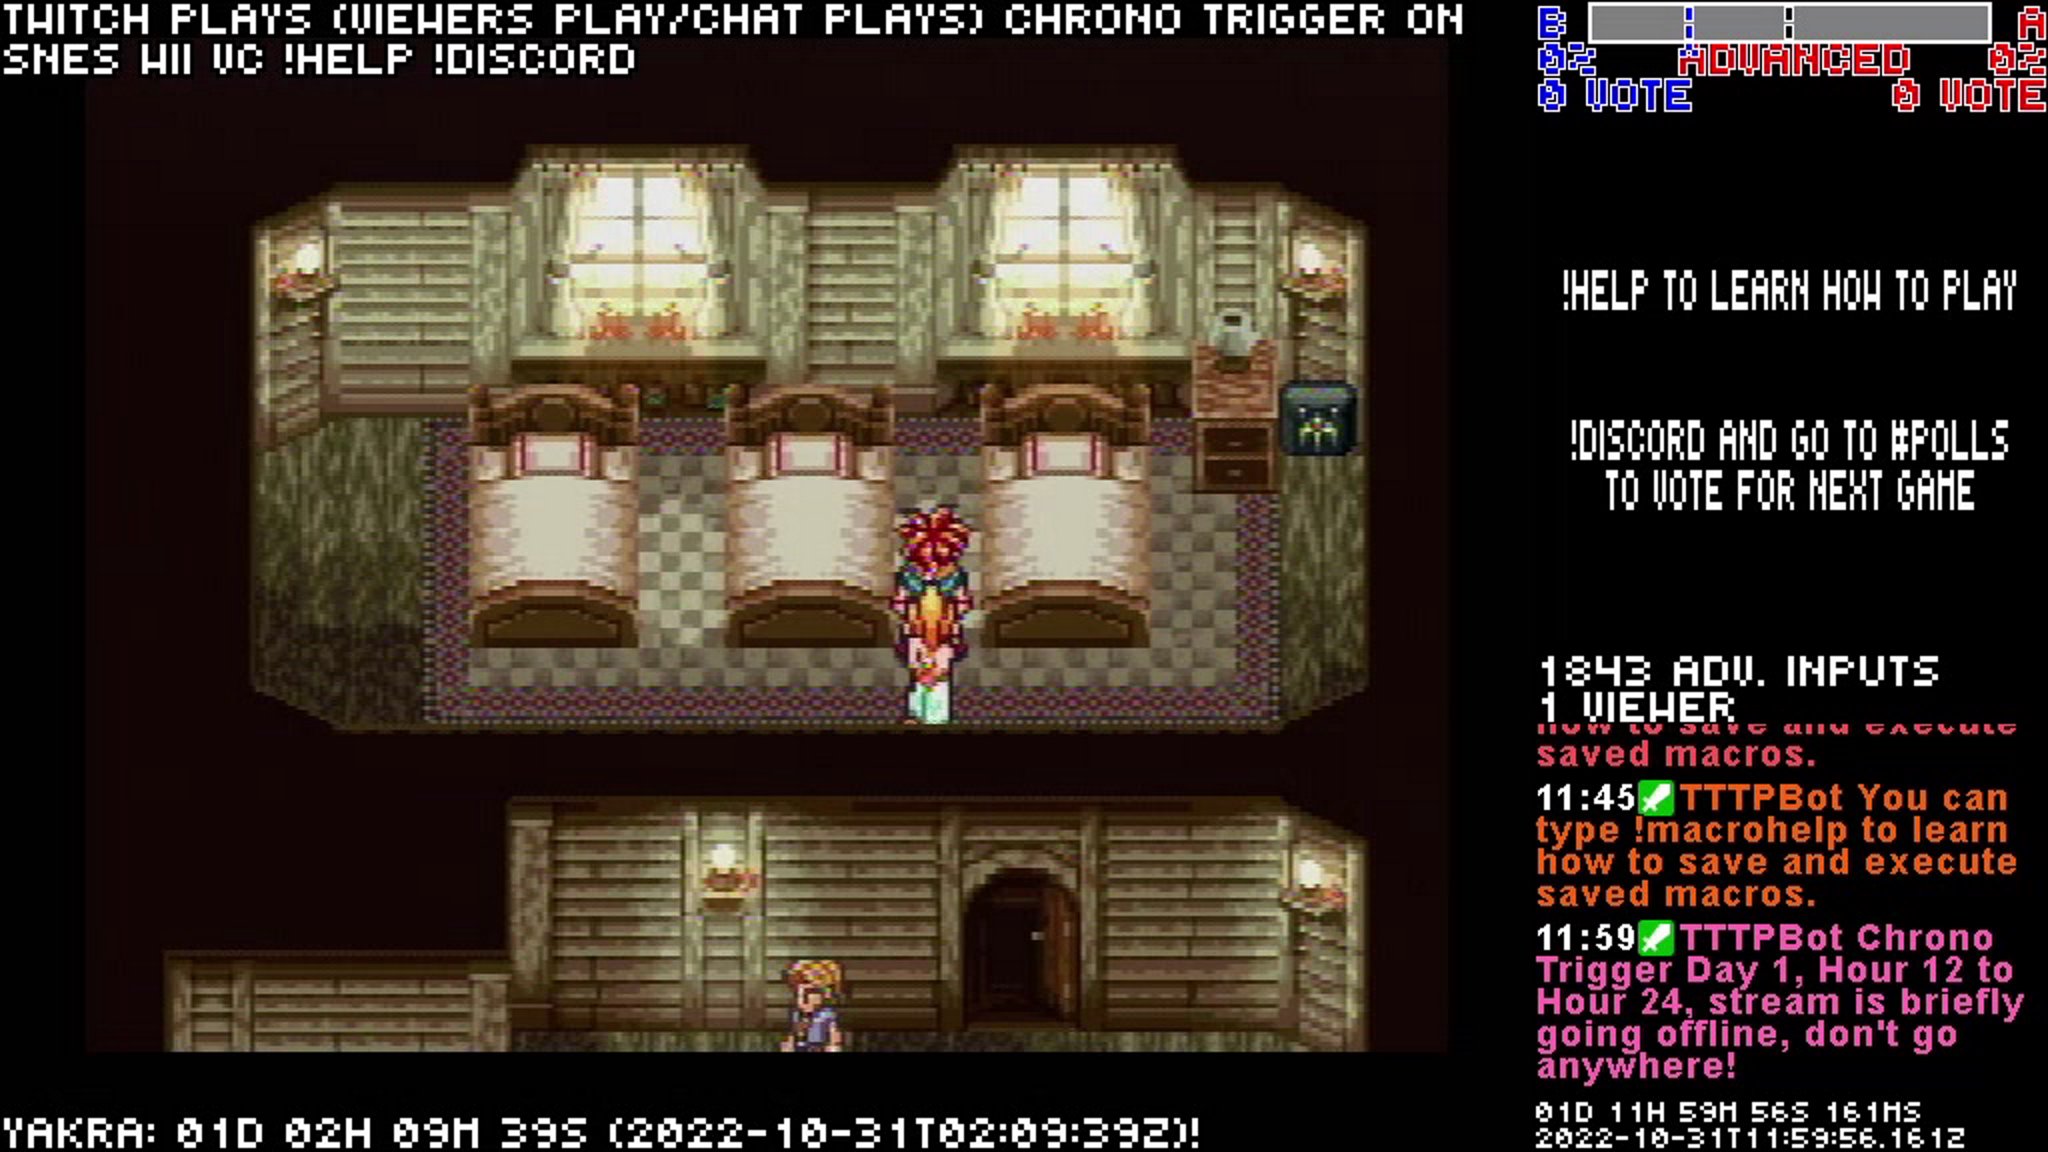 TWITCH PLAYS (VIEWERS PLAY/CHAT PLAYS) CHRONO TRIGGER ON
SNES WII VC !HELP !DISCORD
B A
0% ADVANCED 0%
0 VOTE 0 VOTE
!HELP TO LEARN HOW TO PLAY
!DISCORD AND GO TO #POLLS
TO VOTE FOR NEXT GAME
1843 ADV. INPUTS
1 VIEWER
how to save and execute
saved macros.
11:45 TTTPBot You can
type !macrohelp to learn
how to save and execute
saved macros.
11:59 TTTPBot Chrono
Trigger Day 1, Hour 12 to
Hour 24, stream is briefly
going offline, don't go
anywhere!
01D 11H 59M 56S 161MS
2022-10-31T11:59:56.161Z
YAKRA: 01D 02H 09M 39S (2022-10-31T02:09:39Z)!